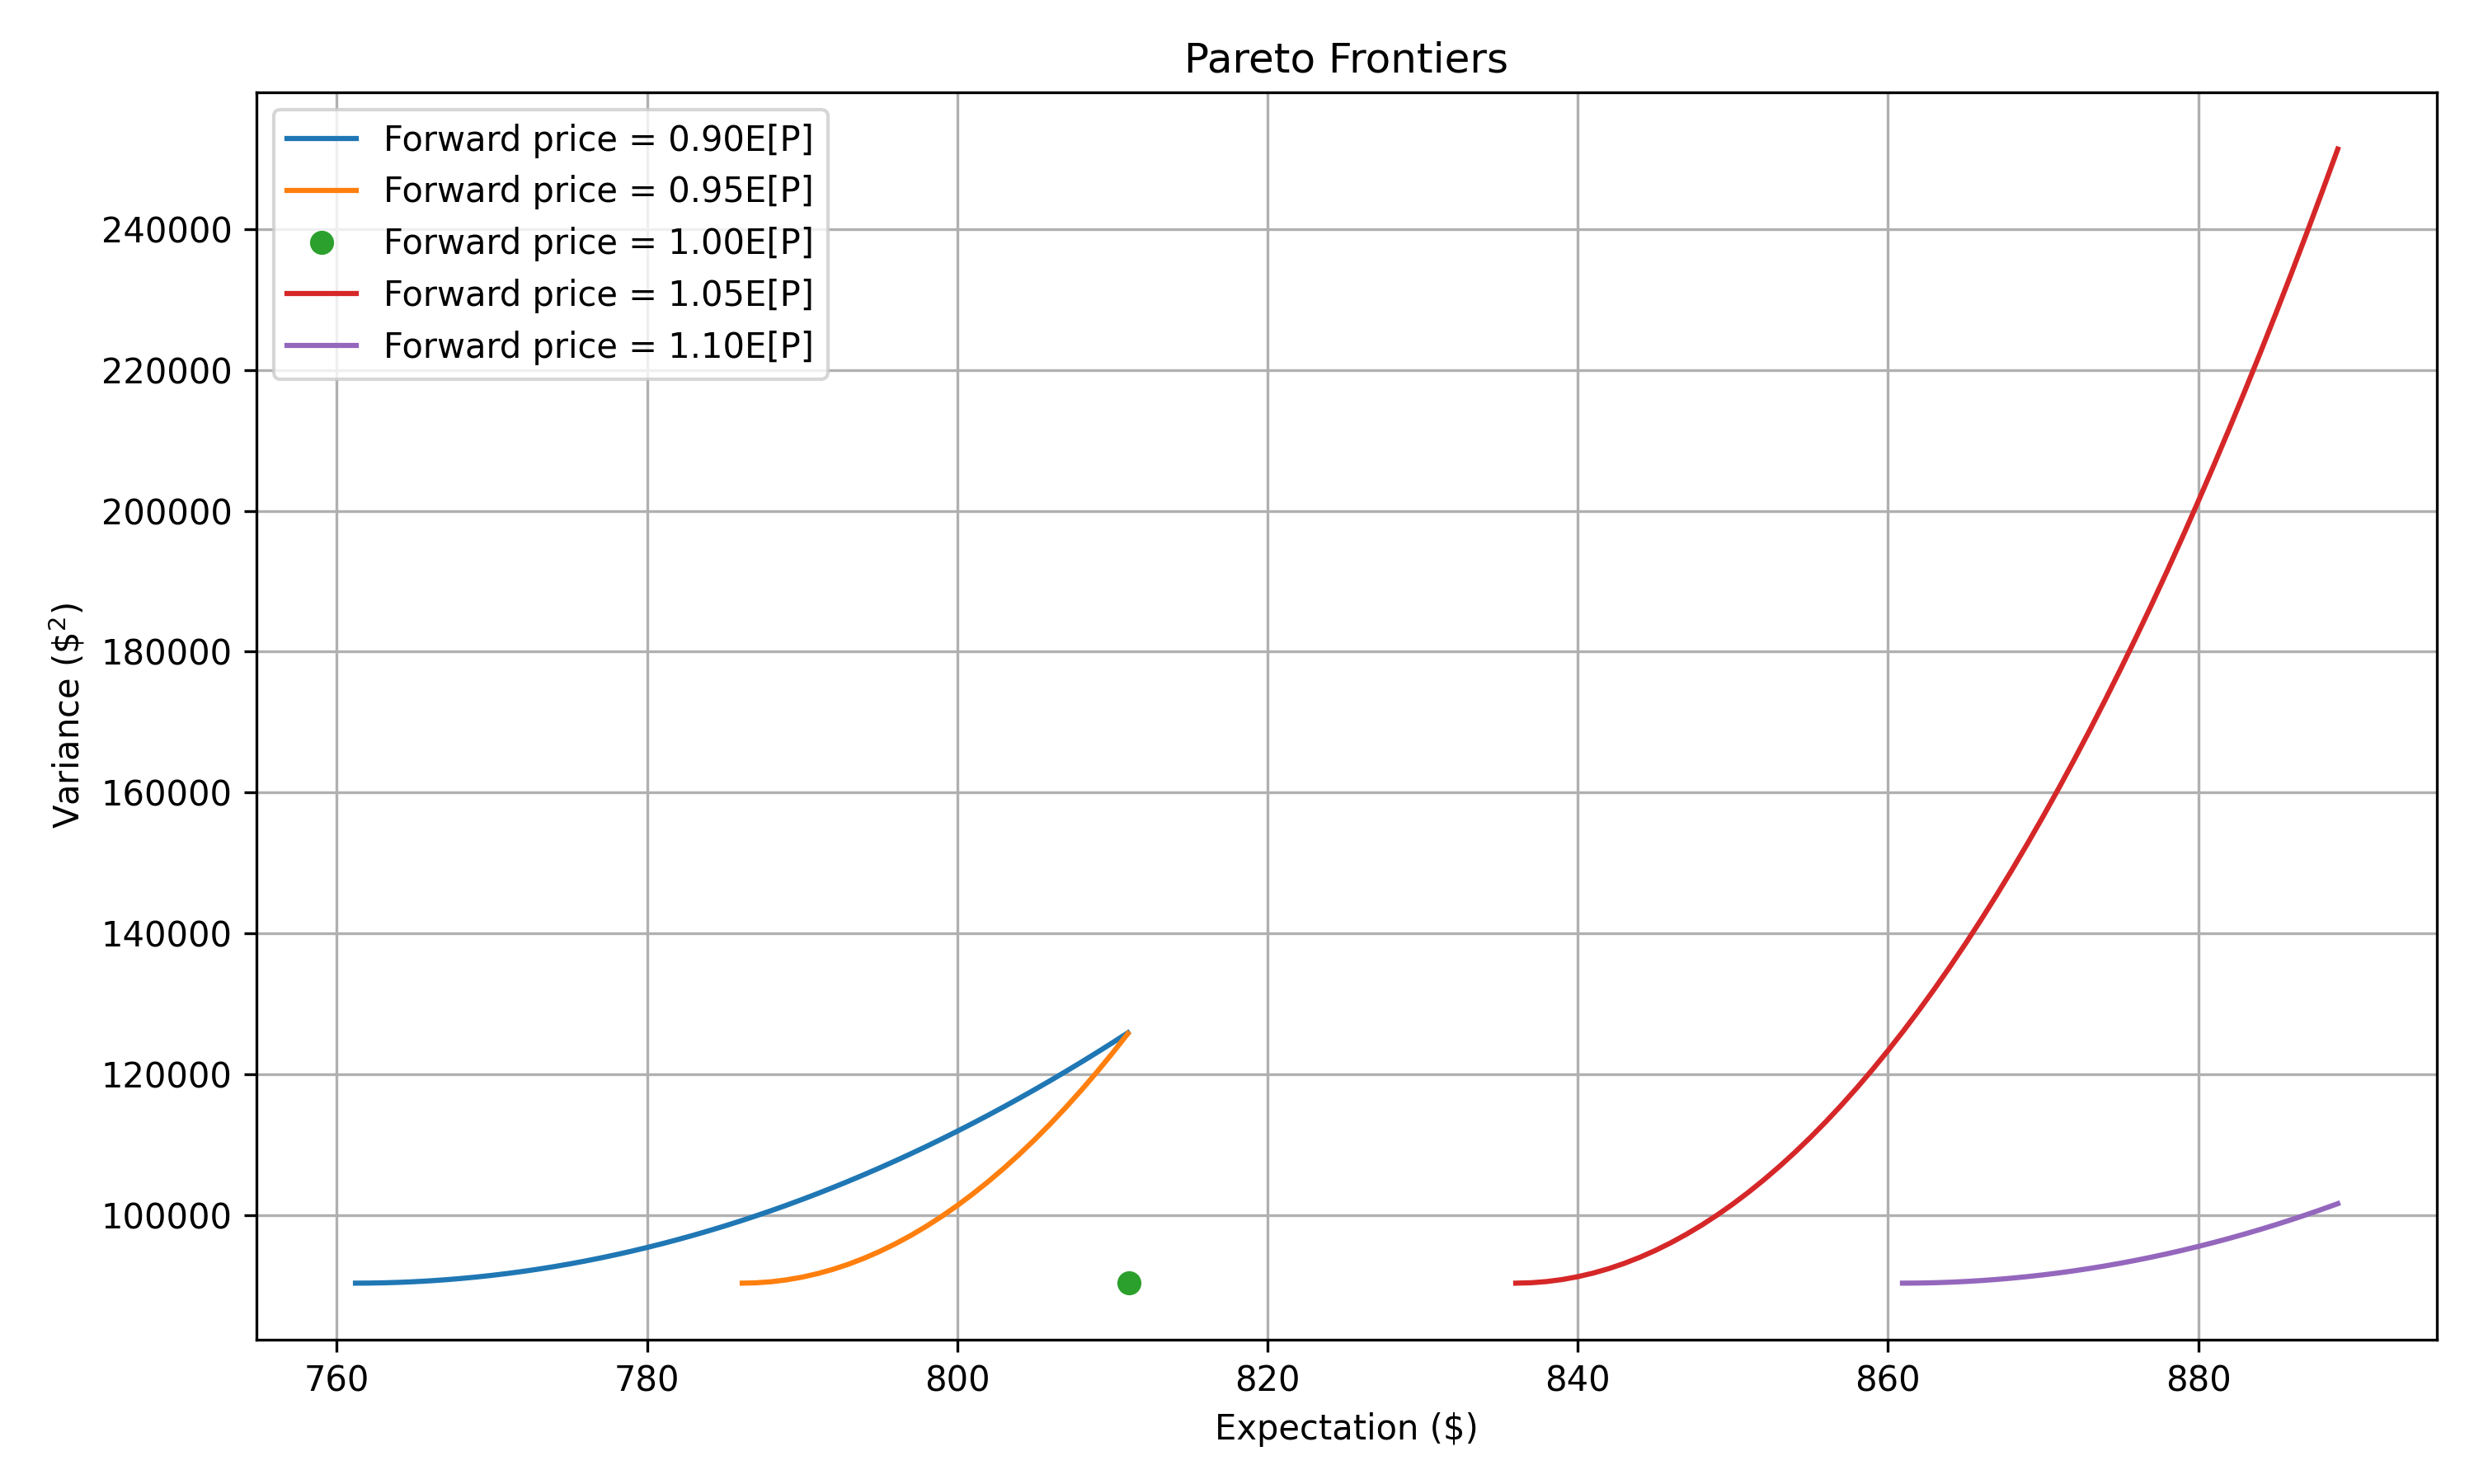 Pareto Frontiers
Forward price = 0.90E[P]
Forward price = 0.95E[P]
Forward price = 1.00E[P]
Forward price = 1.05E[P]
Forward price = 1.10E[P]
240000
220000
200000
180000
160000
140000
120000
100000
Variance ($²)
760 780 800 820 840 860 880
Expectation ($)